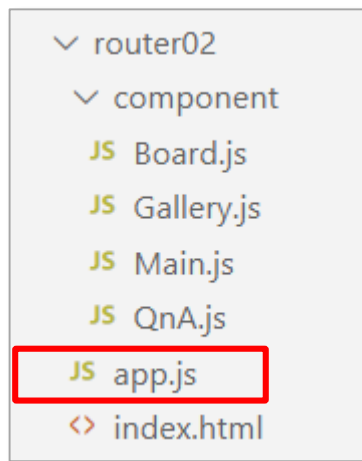 router02
component
JS Board.js
JS Gallery.js
JS Main.js
JS QnA.js
JS app.js
<> index.html